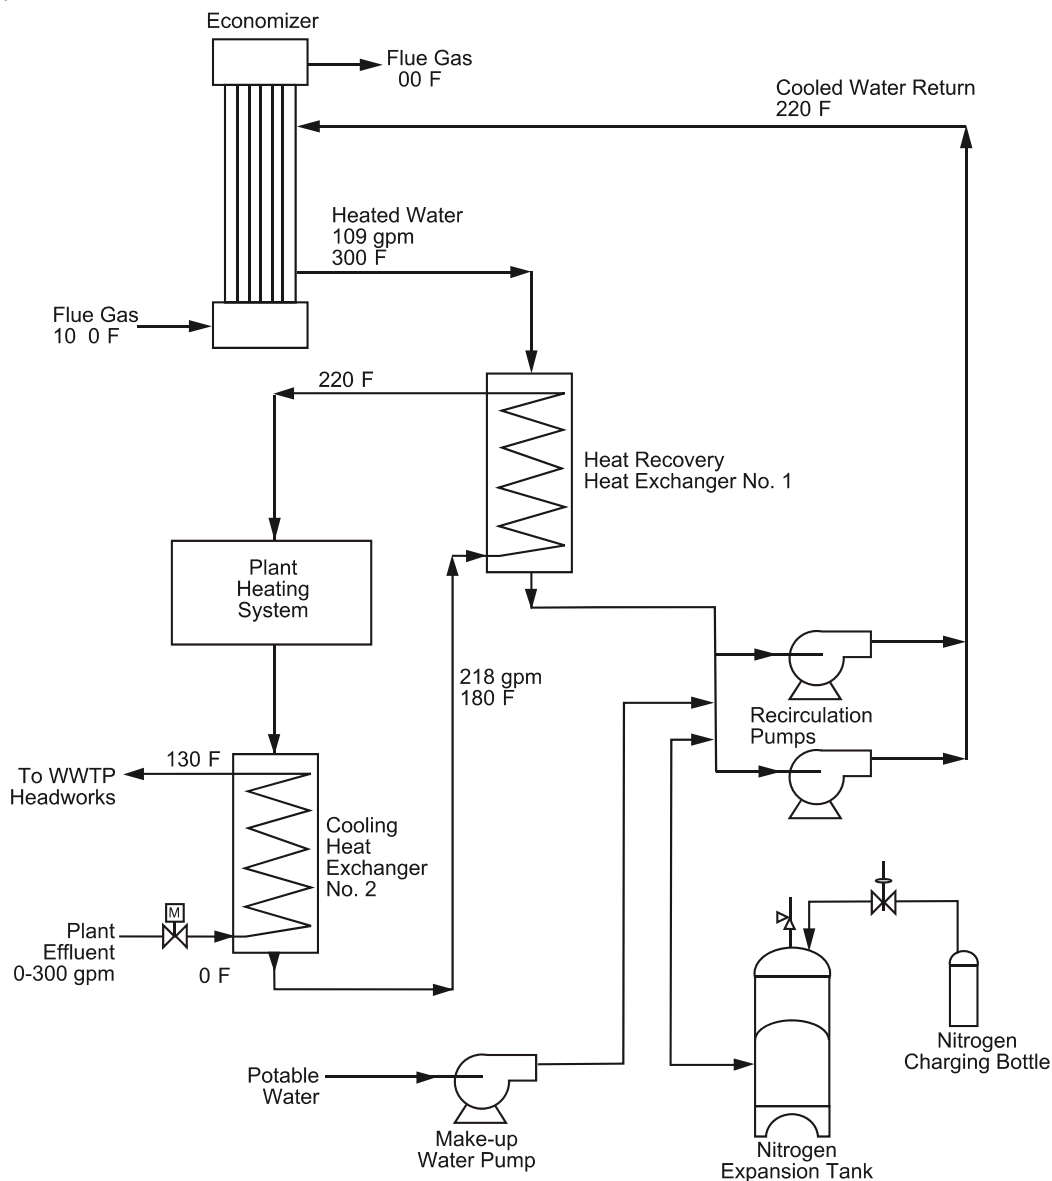 Economizer
Flue Gas
00 F
Cooled Water Return
220 F
Heated Water
109 gpm
300 F
Flue Gas
10 0 F
220 F
Heat Recovery
Heat Exchanger No. 1
Plant
Heating
System
218 gpm
180 F
Recirculation
Pumps
130 F
To WWTP
Headworks
Cooling
Heat
Exchanger
No. 2
M
Plant
Effluent
0-300 gpm
0 F
Nitrogen
Charging Bottle
Potable
Water
Make-up
Water Pump
Nitrogen
Expansion Tank